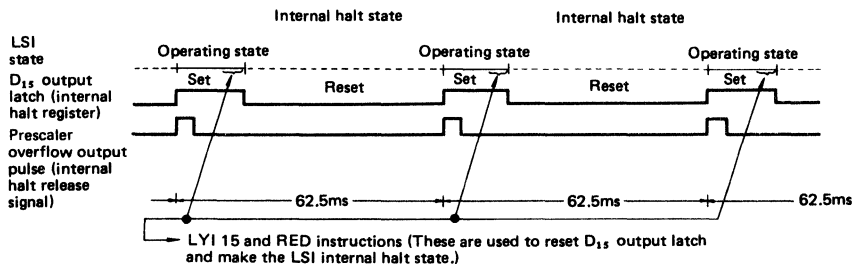 Internal halt state Internal halt state
LSI
state
Operating state Operating state Operating state
D15 output
latch (internal
halt register)
Set Reset Set Reset Set
Prescaler
overflow output
pulse (internal
halt release
signal)
62.5ms 62.5ms 62.5ms
LYI 15 and RED instructions (These are used to reset D15 output latch
and make the LSI internal halt state.)